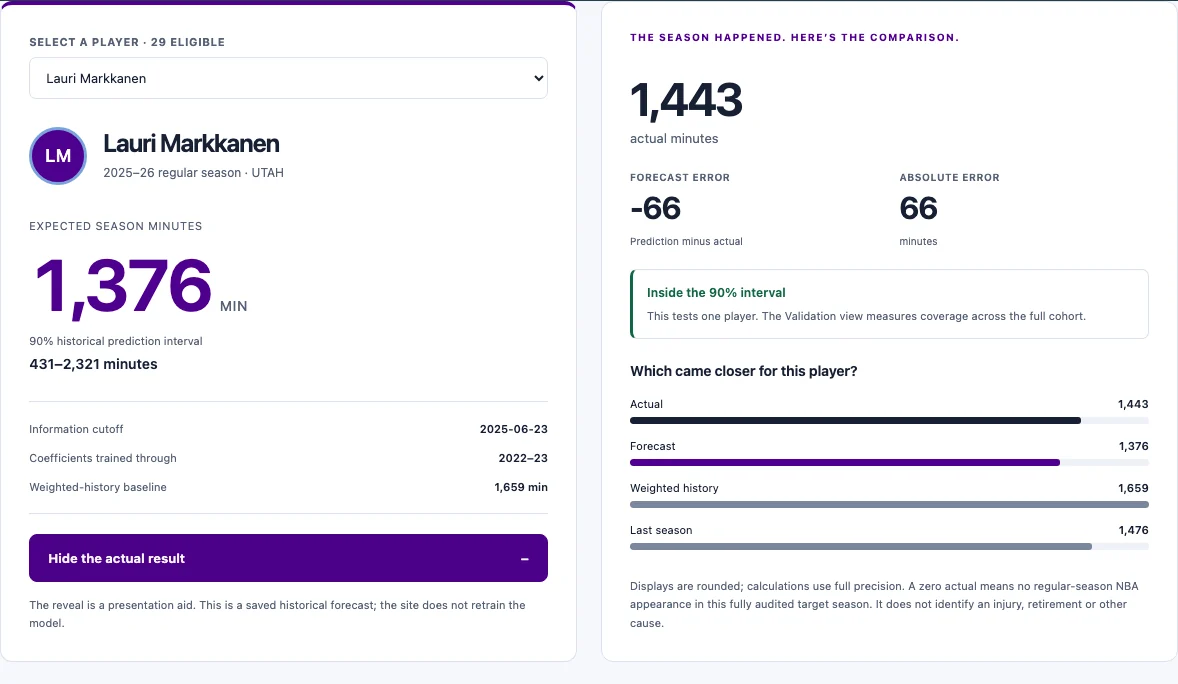 SELECT A PLAYER · 29 ELIGIBLE
Lauri Markkanen
LM
Lauri Markkanen
2025–26 regular season · UTAH
EXPECTED SEASON MINUTES
1,376 MIN
90% historical prediction interval
431–2,321 minutes
Information cutoff 2025-06-23
Coefficients trained through 2022–23
Weighted-history baseline 1,659 min
Hide the actual result –
The reveal is a presentation aid. This is a saved historical forecast; the site does not retrain the
model.
THE SEASON HAPPENED. HERE’S THE COMPARISON.
1,443
actual minutes
FORECAST ERROR
-66
Prediction minus actual
ABSOLUTE ERROR
66
minutes
Inside the 90% interval
This tests one player. The Validation view measures coverage across the full cohort.
Which came closer for this player?
Actual 1,443
Forecast 1,376
Weighted history 1,659
Last season 1,476
Displays are rounded; calculations use full precision. A zero actual means no regular-season NBA
appearance in this fully audited target season. It does not identify an injury, retirement or other
cause.